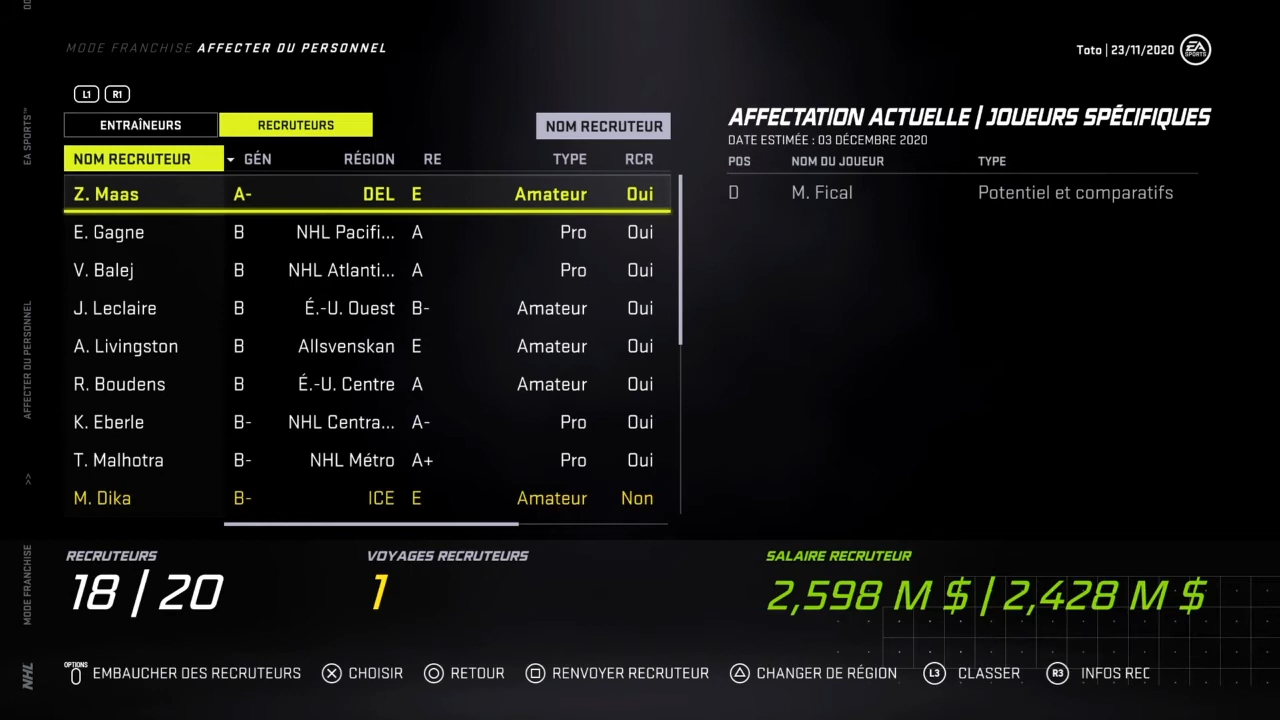 MODE FRANCHISE AFFECTER DU PERSONNEL
Toto | 23/11/2020 EA SPORTS
L1 R1
ENTRAÎNEURS RECRUTEURS NOM RECRUTEUR
NOM RECRUTEUR GÉN RÉGION RE TYPE RCR
Z. Maas A- DEL E Amateur Oui
E. Gagne B NHL Pacifi... A Pro Oui
V. Balej B NHL Atlanti... A Pro Oui
J. Leclaire B É.-U. Ouest B- Amateur Oui
A. Livingston B Allsvenskan E Amateur Oui
R. Boudens B É.-U. Centre A Amateur Oui
K. Eberle B- NHL Centra... A- Pro Oui
T. Malhotra B- NHL Métro A+ Pro Oui
M. Dika B- ICE E Amateur Non
AFFECTATION ACTUELLE | JOUEURS SPÉCIFIQUES
DATE ESTIMÉE : 03 DÉCEMBRE 2020
POS NOM DU JOUEUR TYPE
D M. Fical Potentiel et comparatifs
RECRUTEURS
18 | 20
VOYAGES RECRUTEURS
1
SALAIRE RECRUTEUR
2,598 M $ | 2,428 M $
OPTIONS EMBAUCHER DES RECRUTEURS CHOISIR RETOUR RENVOYER RECRUTEUR CHANGER DE RÉGION L3 CLASSER R3 INFOS REC
NHL MODE FRANCHISE >> AFFECTER DU PERSONNEL EA SPORTS™